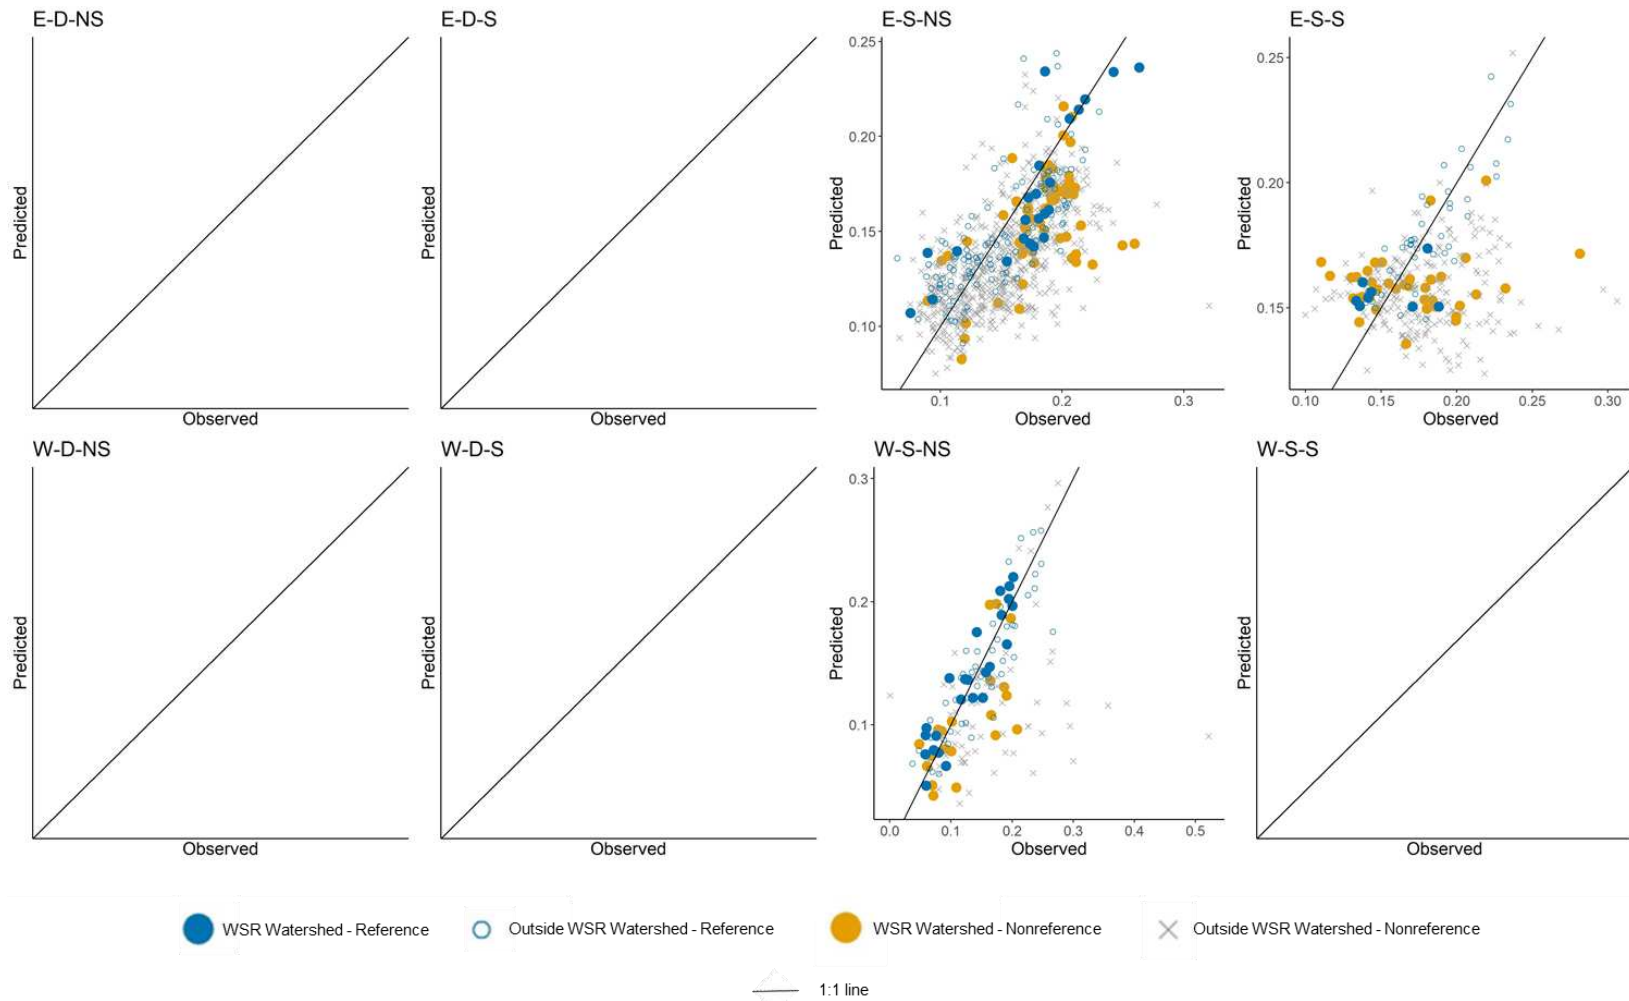 E-D-NS
Predicted
Observed
E-D-S
Predicted
Observed
E-S-NS
0.25
0.20
0.15
0.10
Predicted
0.1 0.2 0.3
Observed
E-S-S
0.25
0.20
0.15
Predicted
0.10 0.15 0.20 0.25 0.30
Observed
W-D-NS
Predicted
Observed
W-D-S
Predicted
Observed
W-S-NS
0.3
0.2
0.1
Predicted
0.0 0.1 0.2 0.3 0.4 0.5
Observed
W-S-S
Predicted
Observed
WSR Watershed - Reference
Outside WSR Watershed - Reference
WSR Watershed - Nonreference
Outside WSR Watershed - Nonreference
1:1 line